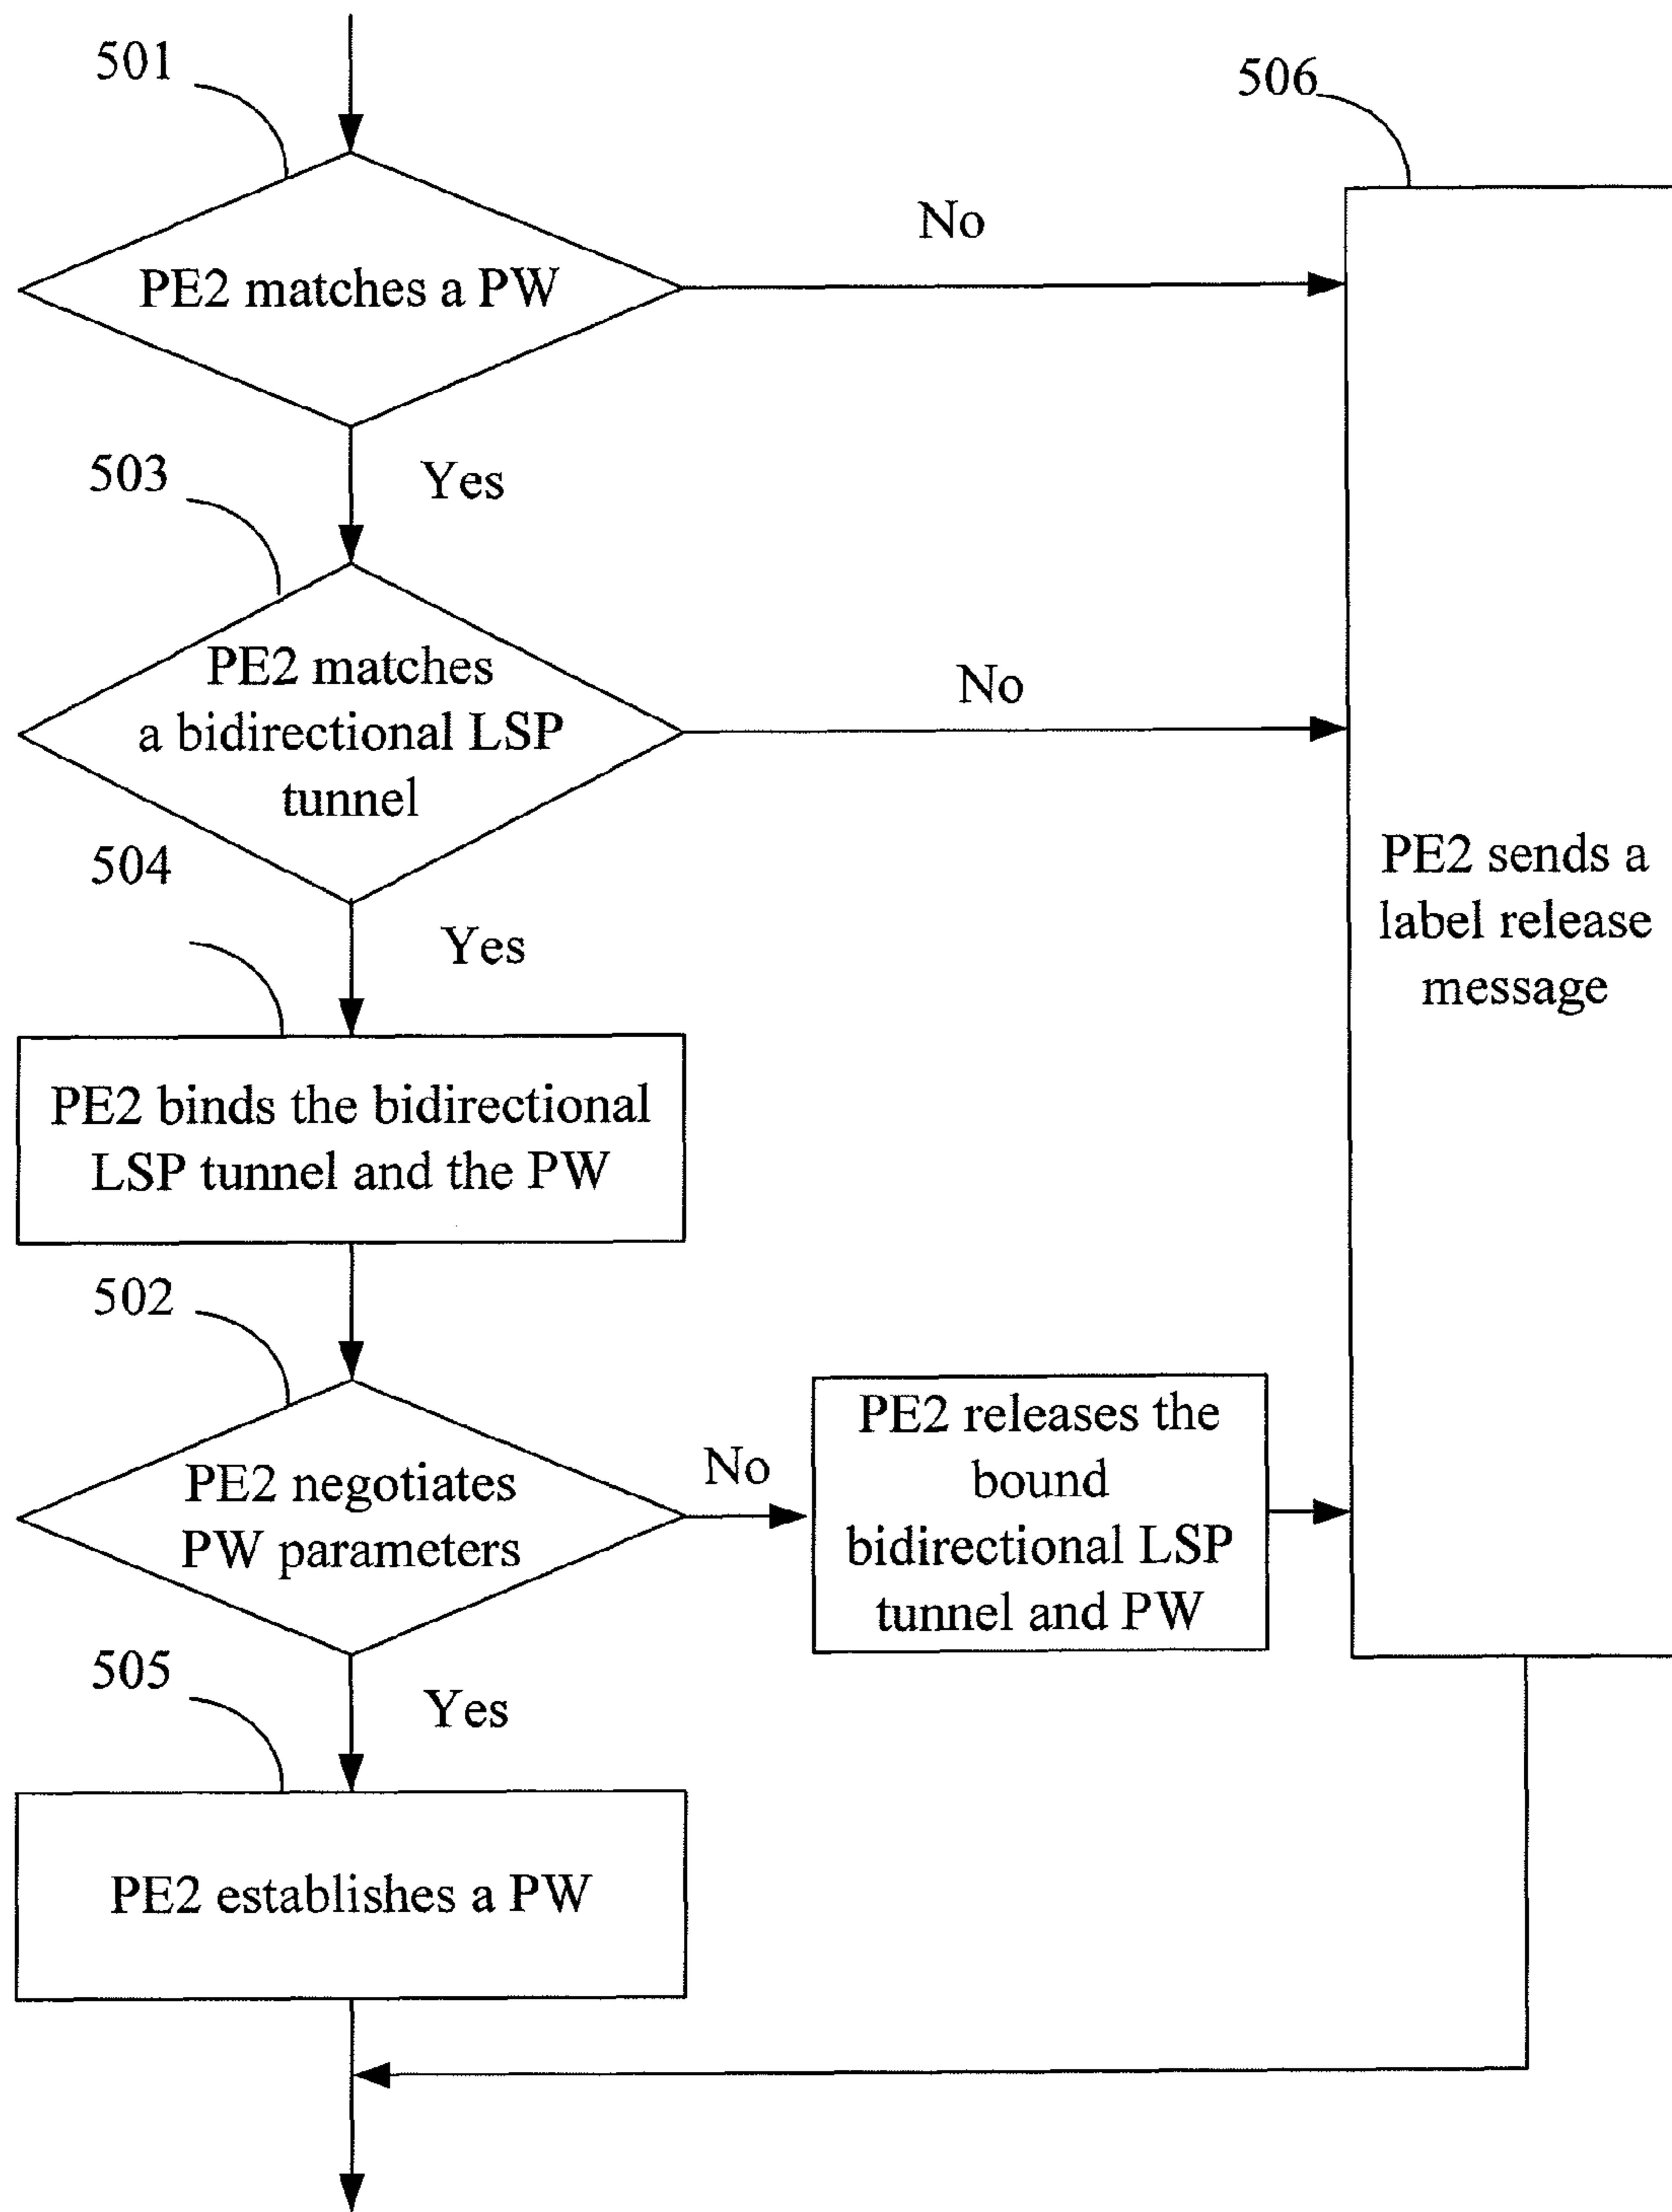 501
506
No
PE2 matches a PW
503
Yes
PE2 matches
a bidirectional LSP
tunnel
No
504
Yes
PE2 sends a
label release
message
PE2 binds the bidirectional
LSP tunnel and the PW
502
PE2 negotiates
PW parameters
No
PE2 releases the
bound
bidirectional LSP
tunnel and PW
505
Yes
PE2 establishes a PW